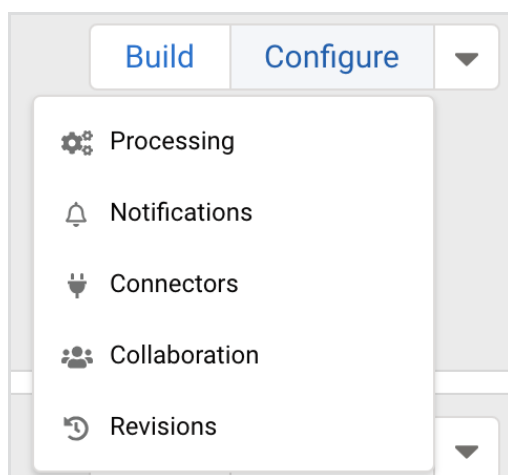 Build Configure
Processing
Notifications
Connectors
Collaboration
Revisions